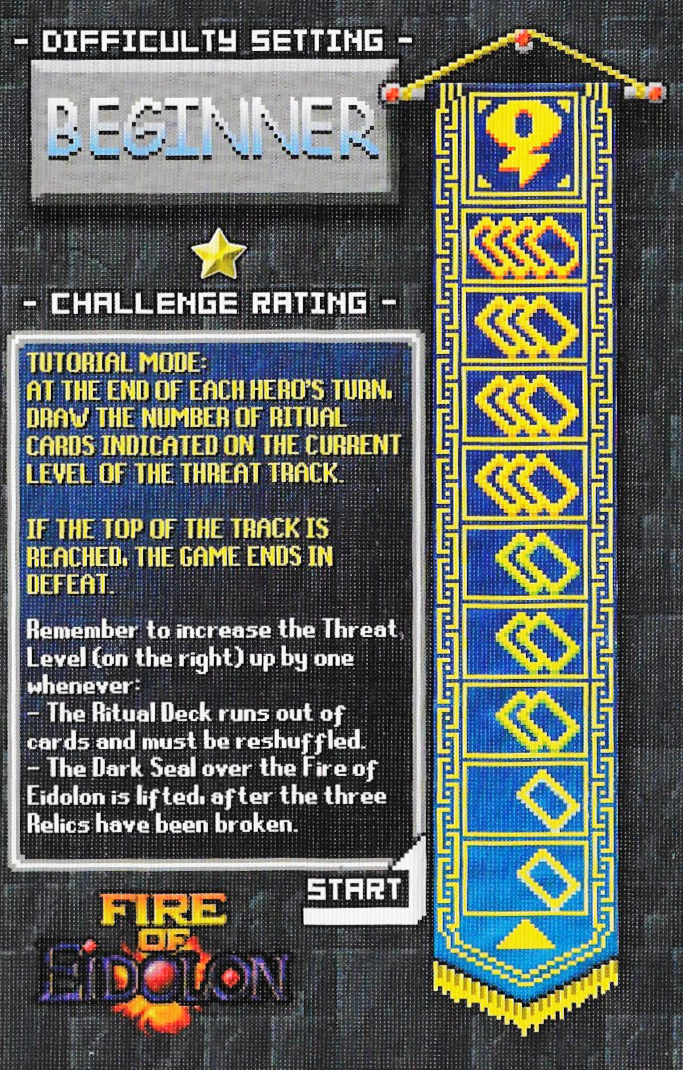 - DIFFICULTY SETTING -
BEGINNER
- CHALLENGE RATING -
TUTORIAL MODE:
AT THE END OF EACH HERO'S TURN,
DRAW THE NUMBER OF RITUAL
CARDS INDICATED ON THE CURRENT
LEVEL OF THE THREAT TRACK.
IF THE TOP OF THE TRACK IS
REACHED, THE GAME ENDS IN
DEFEAT.
Remember to increase the Threat
Level (on the right) up by one
whenever:
- The Ritual Deck runs out of
cards and must be reshuffled.
- The Dark Seal over the Fire of
Eidolon is lifted, after the three
Relics have been broken.
START
FIRE
OF
EIDOLON